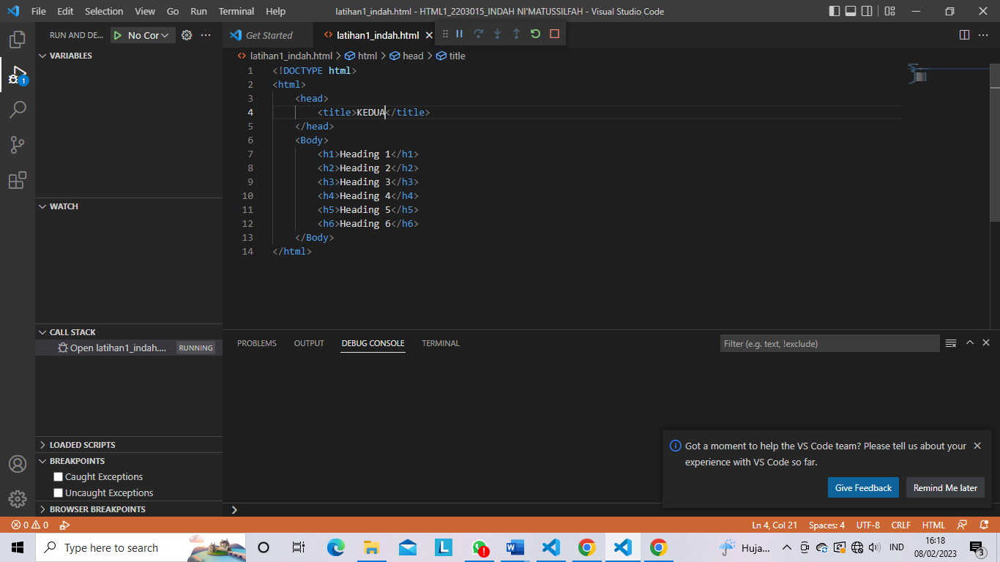 File Edit Selection View Go Run Terminal Help latihan1_indah.html - HTML1_2203015_INDAH NI'MATUSSILFAH - Visual Studio Code
RUN AND DE... No Cor
Get Started latihan1_indah.html
VARIABLES
latihan1_indah.html > html > head > title
1 <!DOCTYPE html>
2 <html>
3 <head>
4 <title>KEDUA</title>
5 </head>
6 <Body>
7 <h1>Heading 1</h1>
8 <h2>Heading 2</h2>
9 <h3>Heading 3</h3>
10 <h4>Heading 4</h4>
11 <h5>Heading 5</h5>
12 <h6>Heading 6</h6>
13 </Body>
14 </html>
1
WATCH
CALL STACK
Open latihan1_indah.... RUNNING
PROBLEMS OUTPUT DEBUG CONSOLE TERMINAL Filter (e.g. text, !exclude)
LOADED SCRIPTS
BREAKPOINTS
Caught Exceptions
Uncaught Exceptions
BROWSER BREAKPOINTS
Got a moment to help the VS Code team? Please tell us about your
experience with VS Code so far.
Give Feedback Remind Me later
0 0 Ln 4, Col 21 Spaces: 4 UTF-8 CRLF HTML
Type here to search L W Huja... IND 16:18
08/02/2023 3